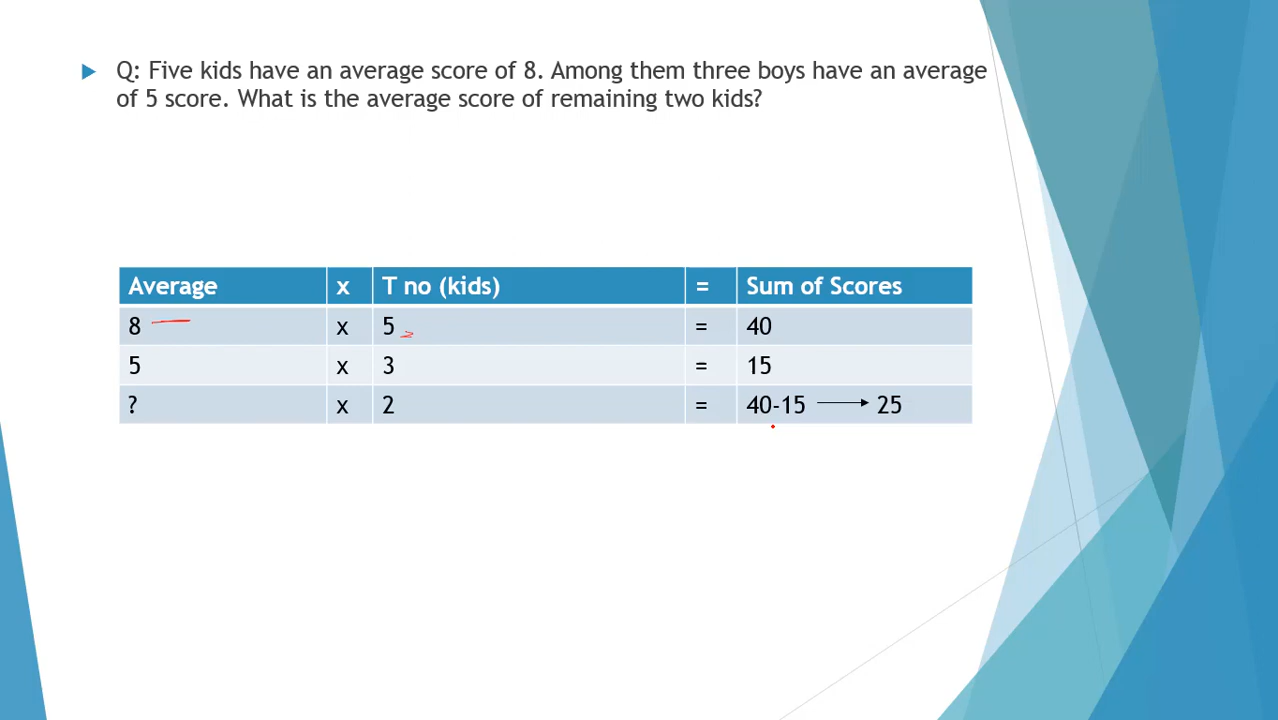 Q: Five kids have an average score of 8. Among them three boys have an average
of 5 score. What is the average score of remaining two kids?
Average x T no (kids) = Sum of Scores
8 x 5 = 40
5 x 3 = 15
? x 2 = 40-15 → 25